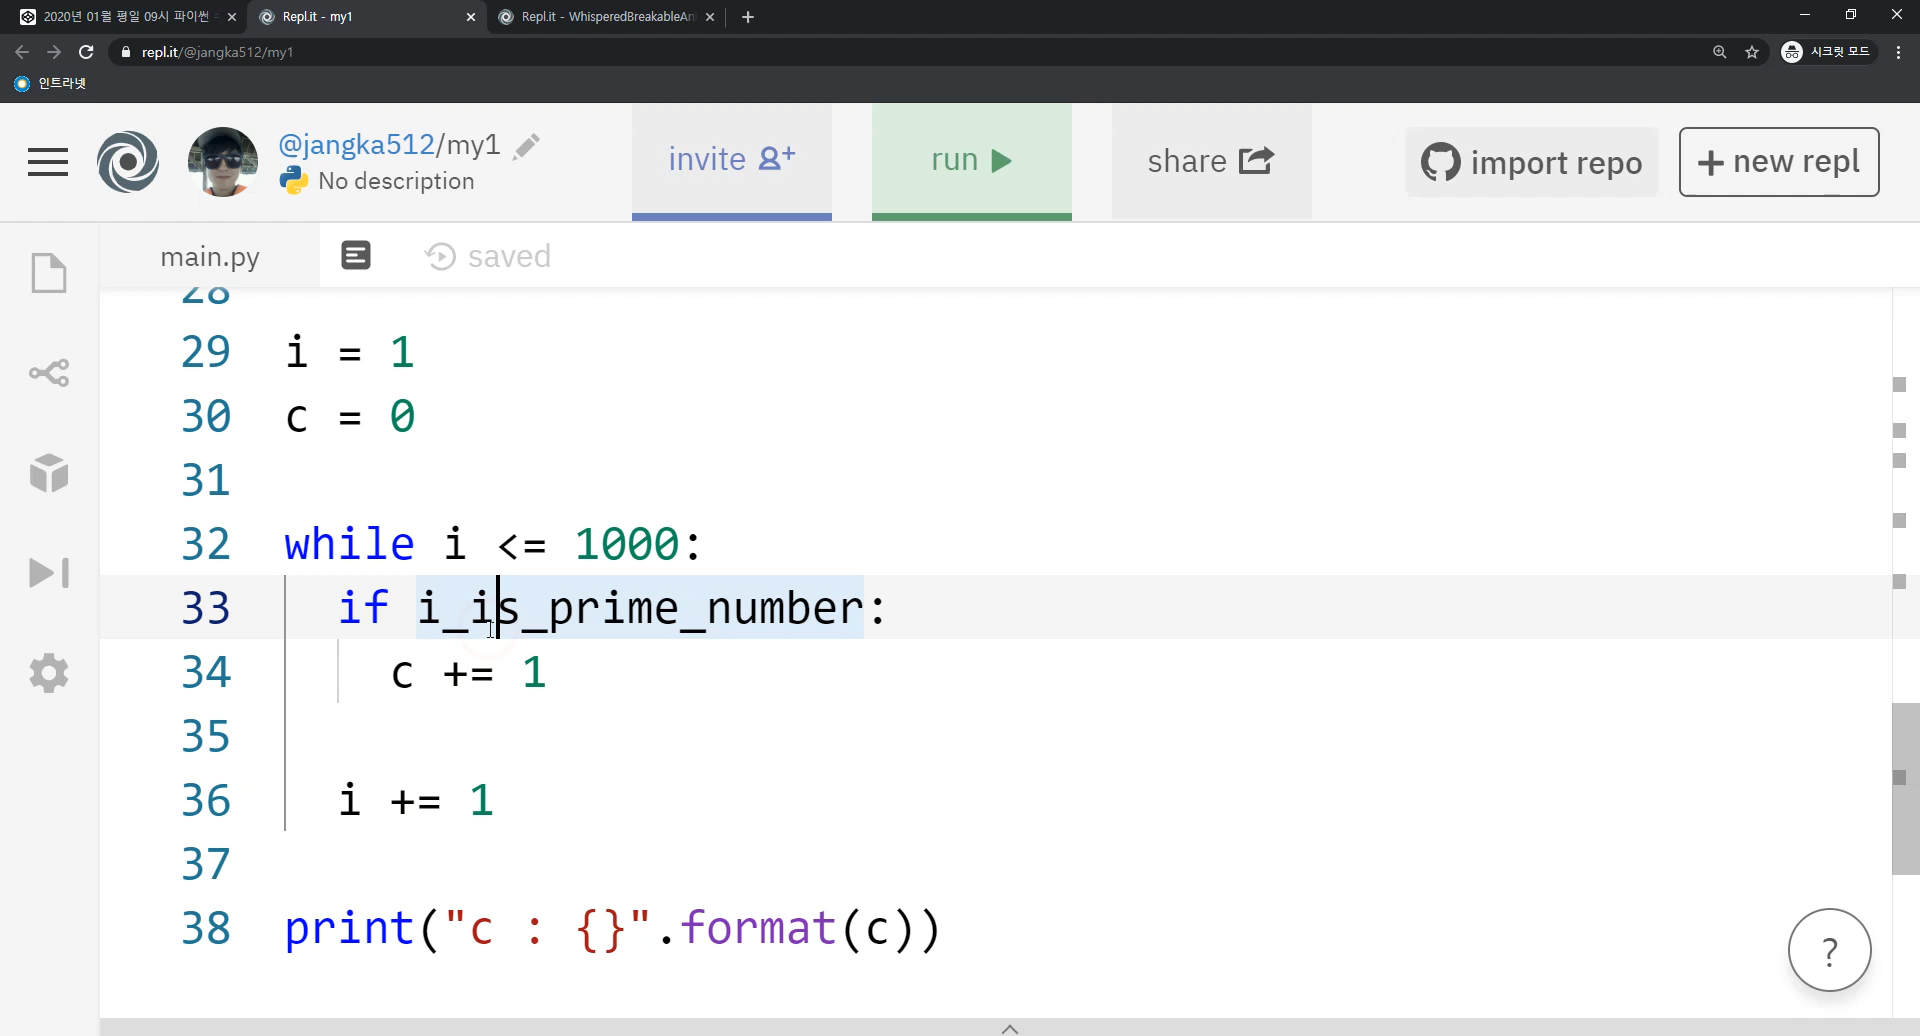 2020년 01월 평일 09시 파이썬
Repl.it - my1
Repl.it - WhisperedBreakableAni
repl.it/@jangka512/my1
시크릿 모드
인트라넷
@jangka512/my1
No description
invite
run
share
import repo
+ new repl
main.py
saved
28
29 i = 1
30 c = 0
31
32 while i <= 1000:
33 if i_is_prime_number:
34 c += 1
35
36 i += 1
37
38 print("c : {}".format(c))
?